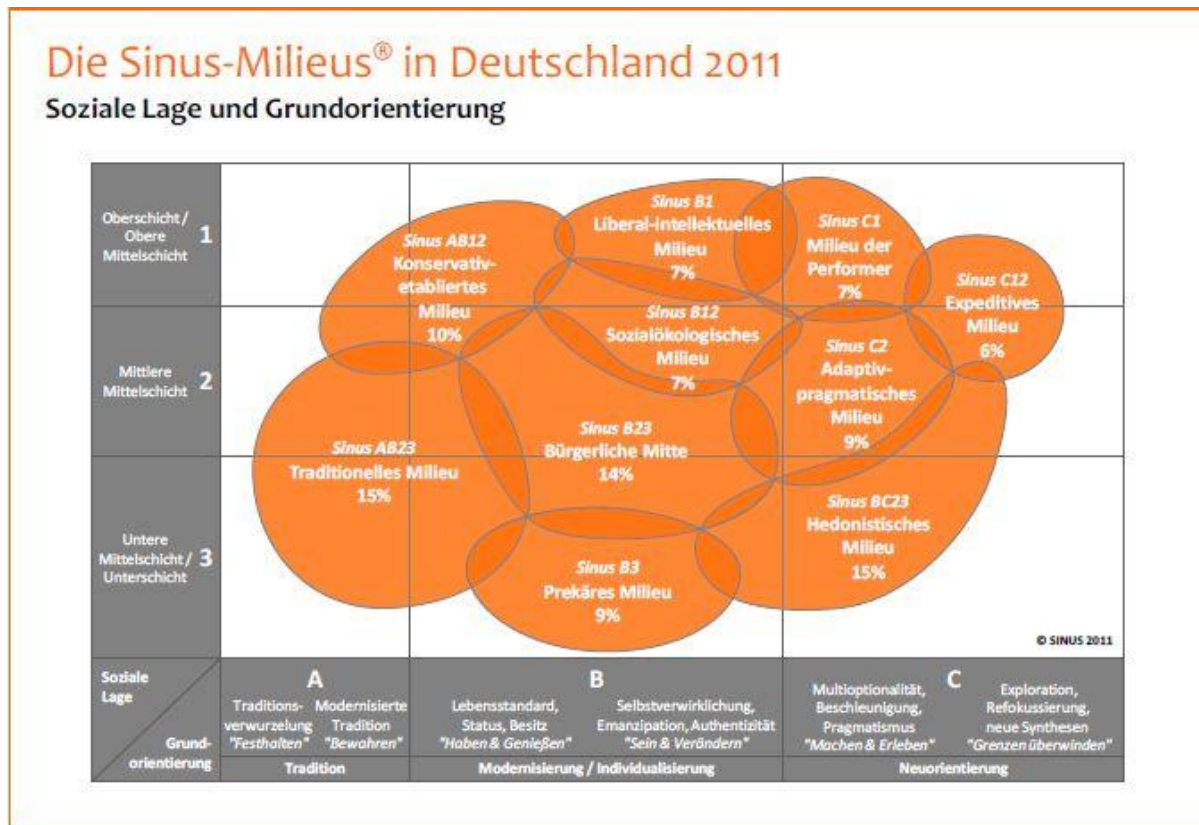 Die Sinus-Milieus® in Deutschland 2011
Soziale Lage und Grundorientierung
Oberschicht /
Obere
Mittelschicht
1
Mittlere
Mittelschicht
2
Untere
Mittelschicht /
Unterschicht
3
Sinus AB12
Konservativ-
etabliertes
Milieu
10%
Sinus B1
Liberal-intellektuelles
Milieu
7%
Sinus C1
Milieu der
Performer
7%
Sinus C12
Expeditives
Milieu
6%
Sinus B12
Sozialökologisches
Milieu
7%
Sinus C2
Adaptiv-
pragmatisches
Milieu
9%
Sinus AB23
Traditionelles Milieu
15%
Sinus B23
Bürgerliche Mitte
14%
Sinus BC23
Hedonistisches
Milieu
15%
Sinus B3
Prekäres Milieu
9%
© SINUS 2011
Soziale
Lage
Grund-
orientierung
A
Traditions-
verwurzelung
"Festhalten"
Modernisierte
Tradition
"Bewahren"
Tradition
B
Lebensstandard,
Status, Besitz
"Haben & Genießen"
Selbstverwirklichung,
Emanzipation, Authentizität
"Sein & Verändern"
Modernisierung / Individualisierung
C
Multioptionalität,
Beschleunigung,
Pragmatismus
"Machen & Erleben"
Exploration,
Refokussierung,
neue Synthesen
"Grenzen überwinden"
Neuorientierung